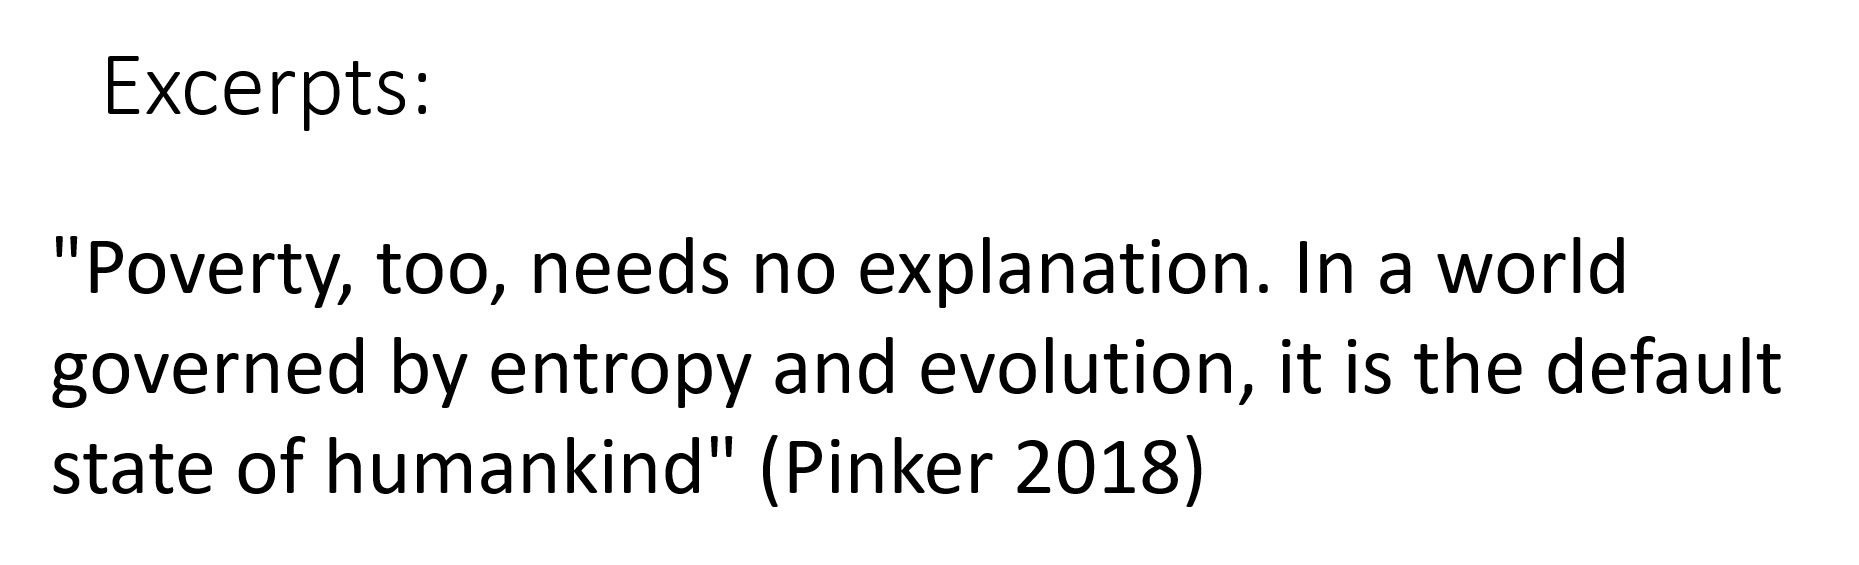 Excerpts:
"Poverty, too, needs no explanation. In a world
governed by entropy and evolution, it is the default
state of humankind" (Pinker 2018)